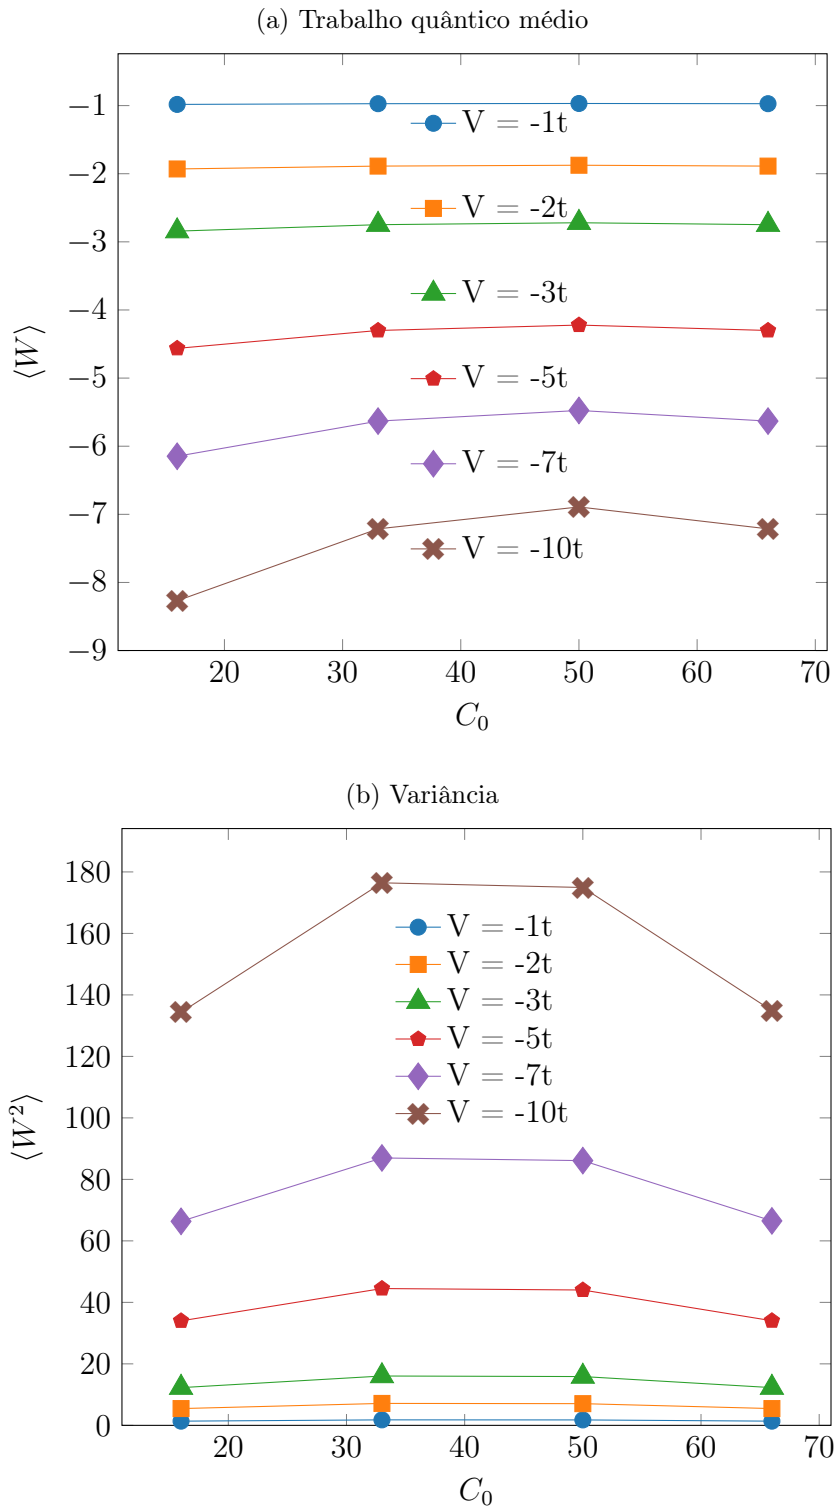 (a) Trabalho quântico médio
−1
−2
−3
−4
−5
−6
−7
−8
−9
⟨W⟩
V = -1t
V = -2t
V = -3t
V = -5t
V = -7t
V = -10t
20 30 40 50 60 70
C₀
(b) Variância
180
160
140
120
100
80
60
40
20
0
⟨W²⟩
V = -1t
V = -2t
V = -3t
V = -5t
V = -7t
V = -10t
20 30 40 50 60 70
C₀